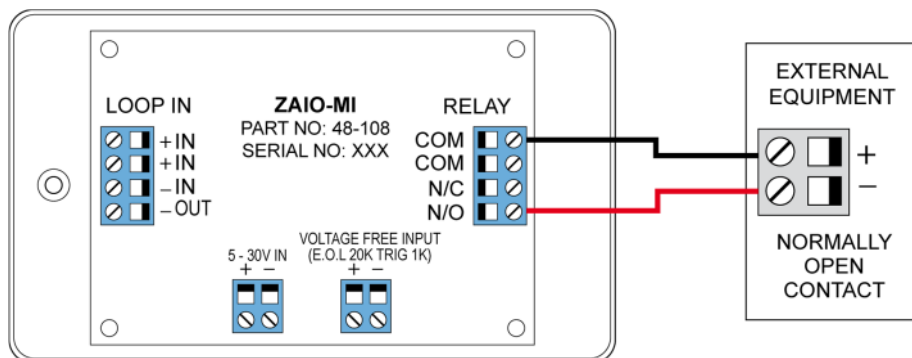 LOOP IN
+IN
+IN
–IN
–OUT
ZAIO-MI
PART NO: 48-108
SERIAL NO: XXX
RELAY
COM
COM
N/C
N/O
5 - 30V IN
+ –
VOLTAGE FREE INPUT
(E.O.L 20K TRIG 1K)
+ –
EXTERNAL
EQUIPMENT
+
–
NORMALLY
OPEN
CONTACT